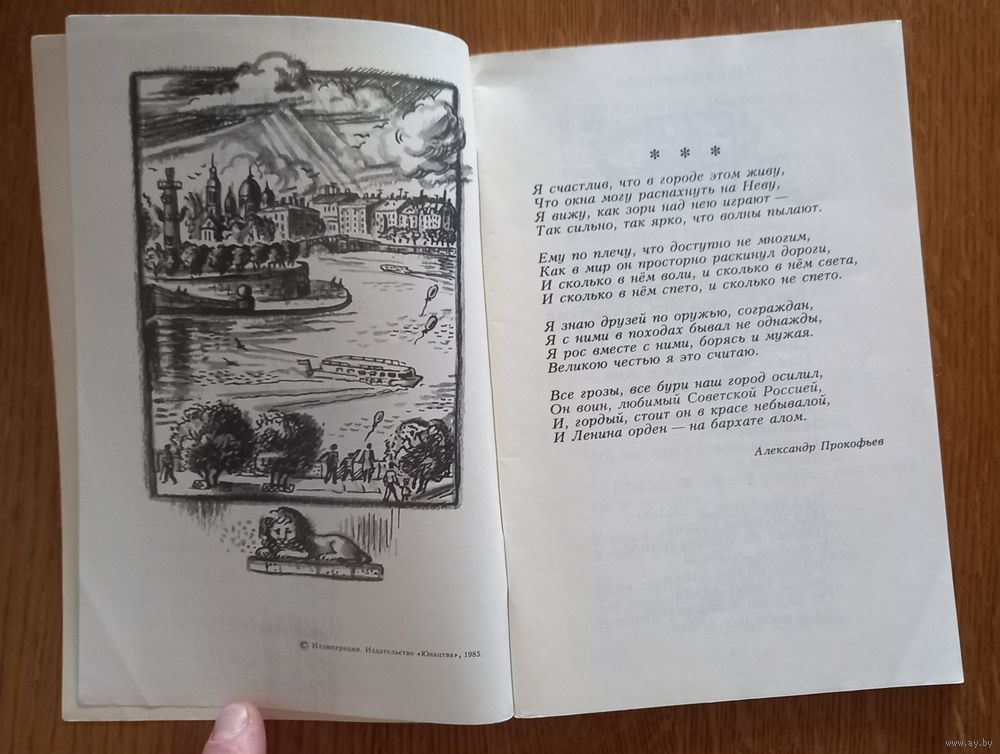 © Иллюстрации. Издательство «Юнацтва», 1985.
* * *
Я счастлив, что в городе этом живу,
Что окна могу распахнуть на Неву,
Я вижу, как зори над нею играют —
Так сильно, так ярко, что волны пылают.
Ему по плечу, что доступно не многим,
Как в мир он просторно раскинул дороги,
И сколько в нём воли, и сколько в нём света,
И сколько в нём спето, и сколько не спето.
Я знаю друзей по оружью, сограждан,
Я с ними в походах бывал не однажды,
Я рос вместе с ними, борясь и мужая.
Великою честью я это считаю.
Все грозы, все бури наш город осилил,
Он воин, любимый Советской Россией,
И, гордый, стоит он в красе небывалой,
И Ленина орден — на бархате алом.
Александр Прокофьев
www.ay.by